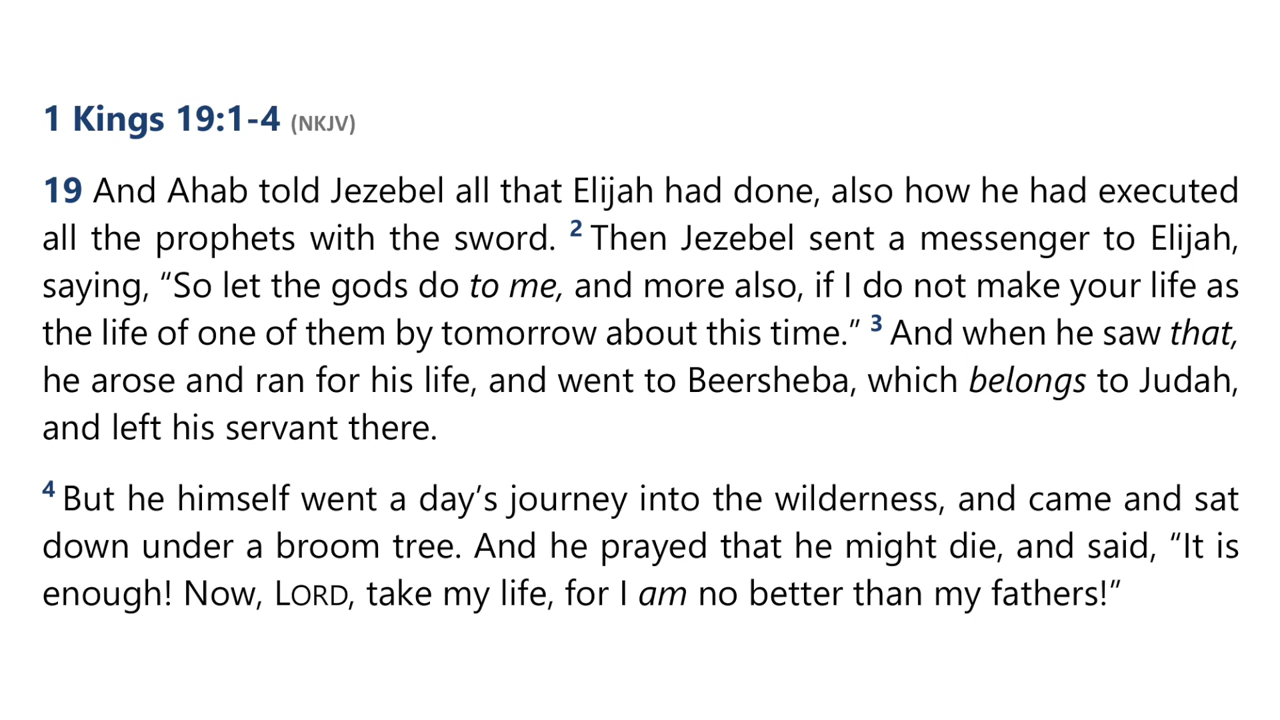 1 Kings 19:1-4 (NKJV)
19 And Ahab told Jezebel all that Elijah had done, also how he had executed
all the prophets with the sword. 2 Then Jezebel sent a messenger to Elijah,
saying, “So let the gods do to me, and more also, if I do not make your life as
the life of one of them by tomorrow about this time.” 3 And when he saw that,
he arose and ran for his life, and went to Beersheba, which belongs to Judah,
and left his servant there.
4 But he himself went a day’s journey into the wilderness, and came and sat
down under a broom tree. And he prayed that he might die, and said, “It is
enough! Now, LORD, take my life, for I am no better than my fathers!”